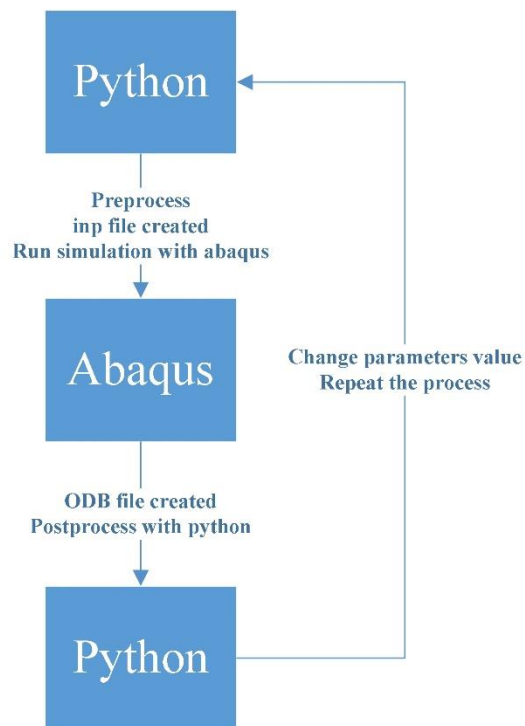 Python
Preprocess
inp file created
Run simulation with abaqus
Abaqus
Change parameters value
Repeat the process
ODB file created
Postprocess with python
Python